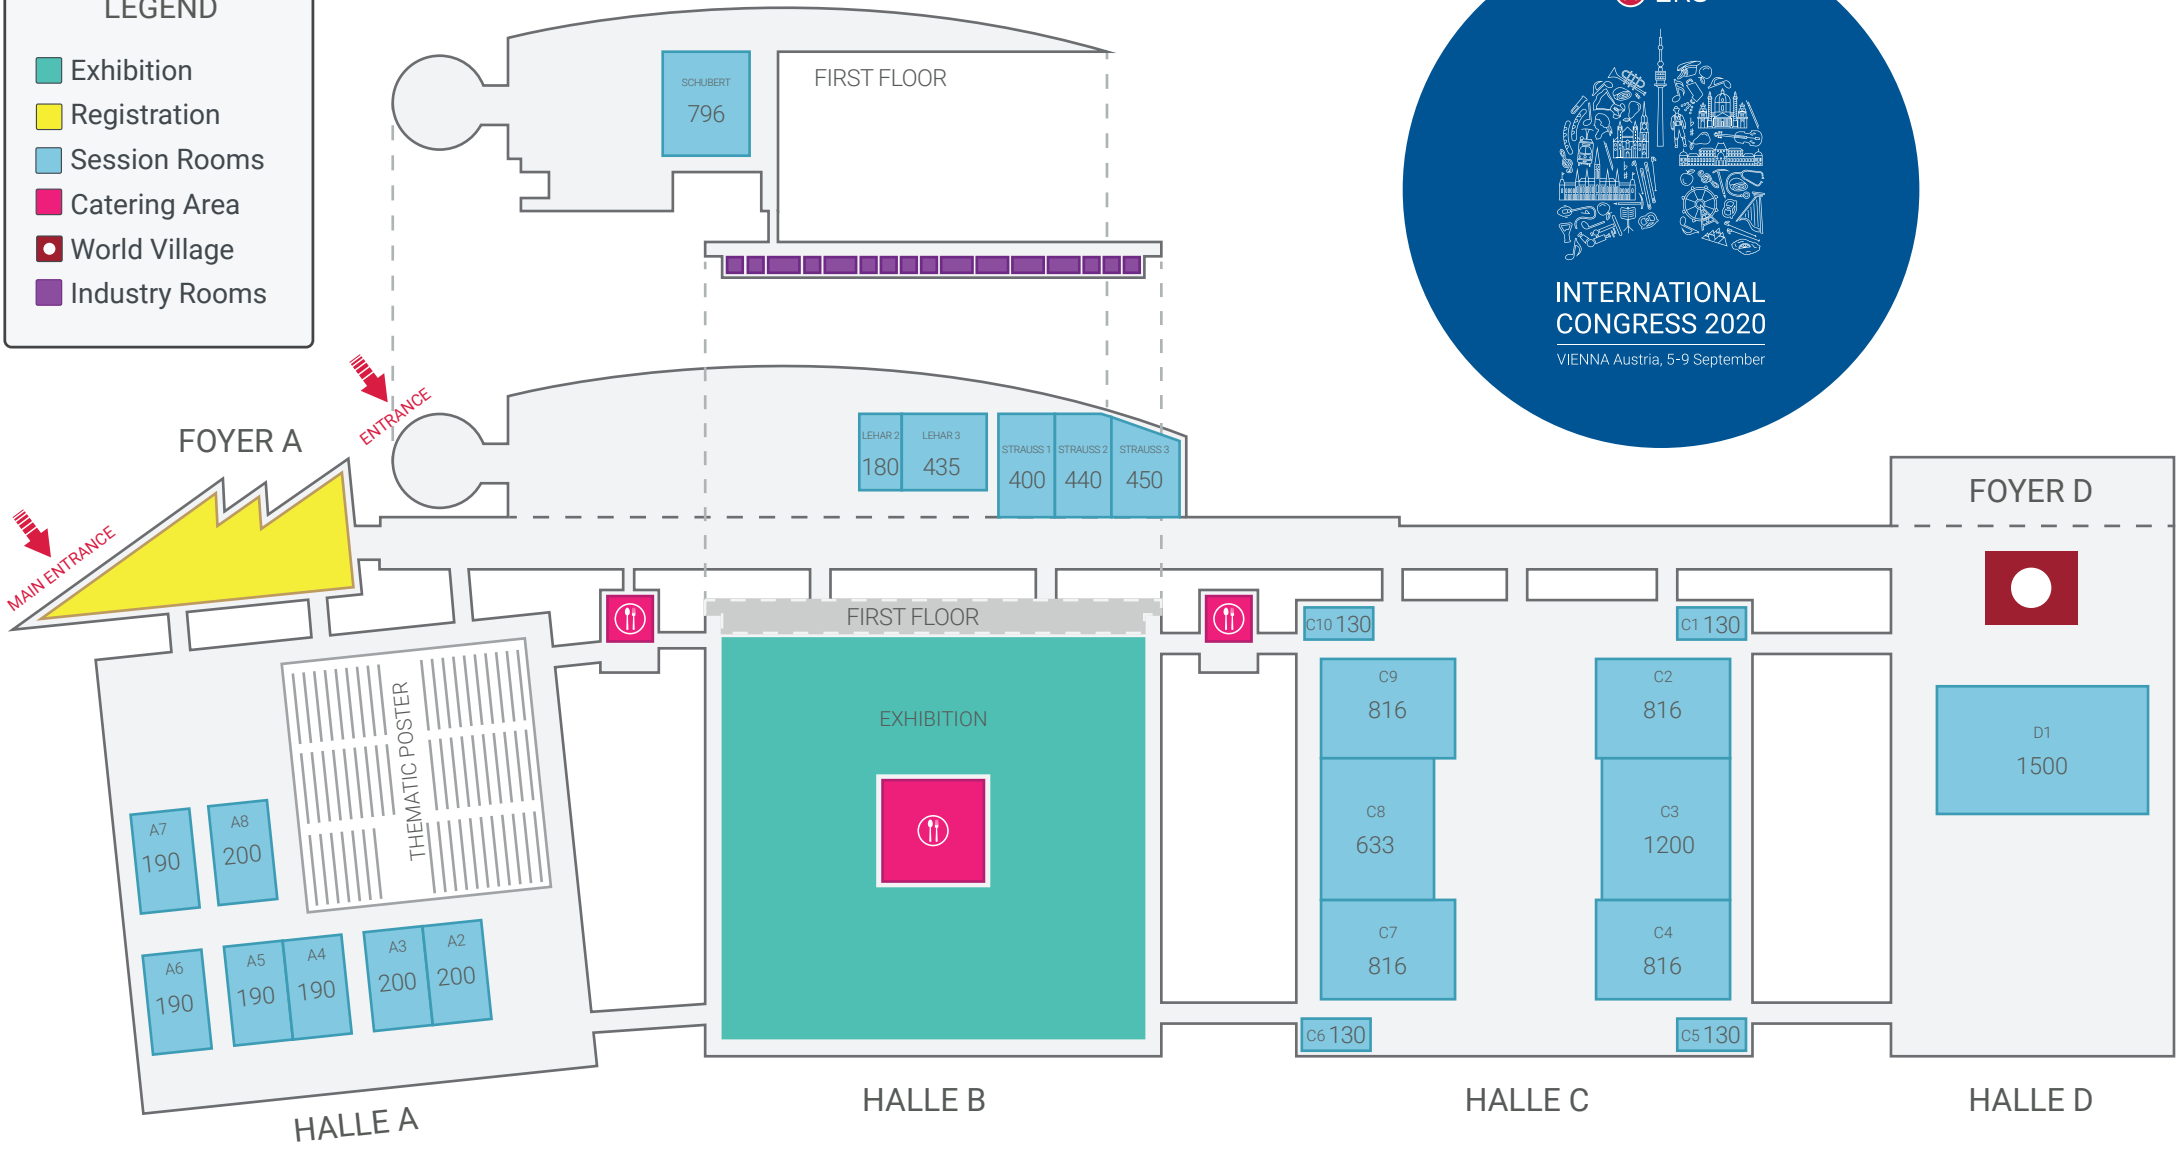 LEGEND
Exhibition
Registration
Session Rooms
Catering Area
World Village
Industry Rooms
SCHUBERT
796
FIRST FLOOR
INTERNATIONAL
CONGRESS 2020
VIENNA Austria, 5-9 September
ENTRANCE
FOYER A
MAIN ENTRANCE
LEHAR 2
180
LEHAR 3
435
STRAUSS 1
400
STRAUSS 2
440
STRAUSS 3
450
FOYER D
FIRST FLOOR
C10 130
C1 130
THEMATIC POSTER
EXHIBITION
C9
816
C2
816
D1
1500
A7
190
A8
200
C8
633
C3
1200
A6
190
A5
190
A4
190
A3
200
A2
200
C7
816
C4
816
C6 130
C5 130
HALLE A
HALLE B
HALLE C
HALLE D